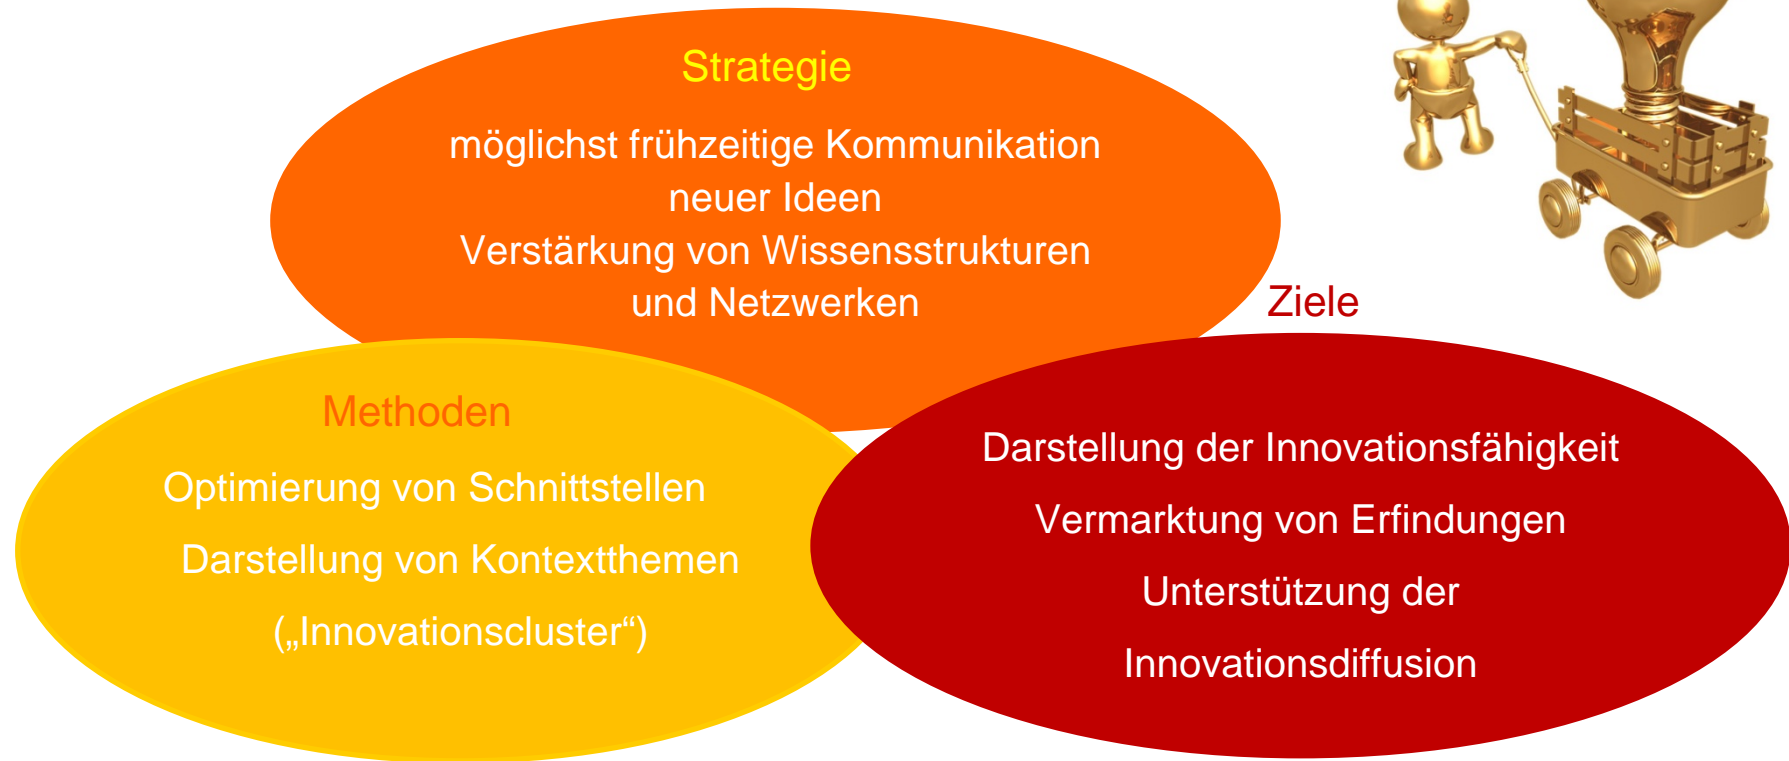 Strategie
möglichst frühzeitige Kommunikation
neuer Ideen
Verstärkung von Wissensstrukturen
und Netzwerken
Methoden
Optimierung von Schnittstellen
Darstellung von Kontextthemen
(„Innovationscluster“)
Ziele
Darstellung der Innovationsfähigkeit
Vermarktung von Erfindungen
Unterstützung der
Innovationsdiffusion